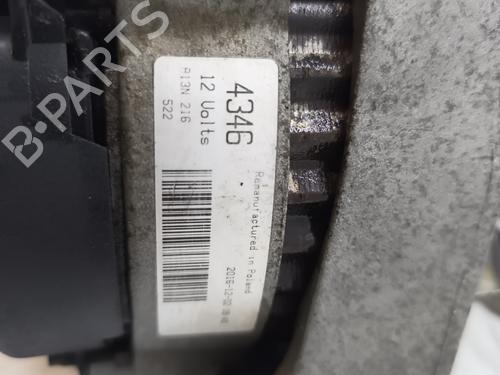 4346
12 Volts
A13N 216
522
Remanufactured in Poland
B-PARTS